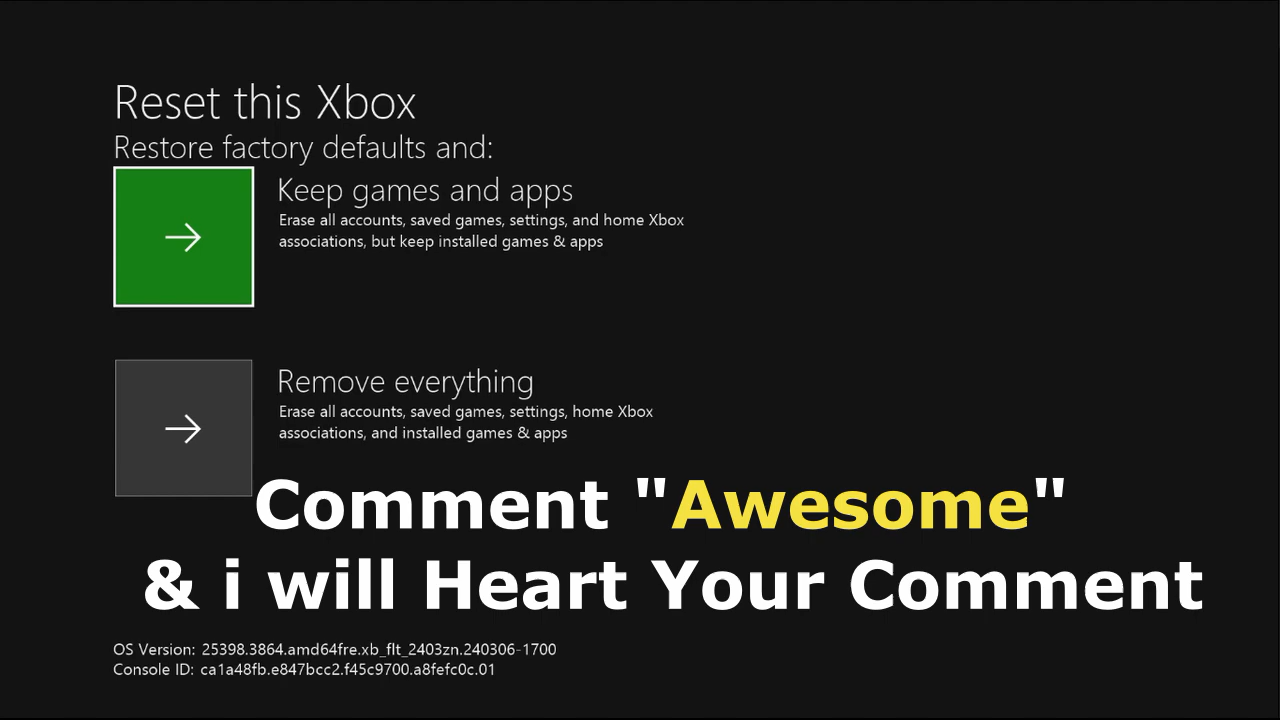 Reset this Xbox
Restore factory defaults and:
Keep games and apps
Erase all accounts, saved games, settings, and home Xbox
associations, but keep installed games & apps
Remove everything
Erase all accounts, saved games, settings, home Xbox
associations, and installed games & apps
Comment "Awesome"
& i will Heart Your Comment
OS Version: 25398.3864.amd64fre.xb_flt_2403zn.240306-1700
Console ID: ca1a48fb.e847bcc2.f45c9700.a8fefc0c.01